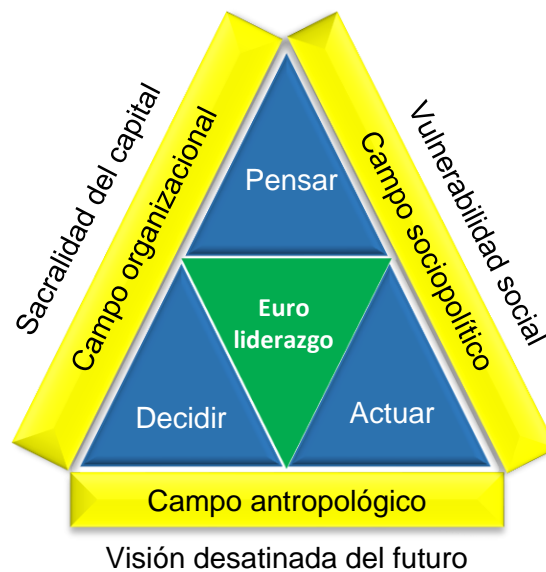 Sacralidad del capital
Campo organizacional
Vulnerabilidad social
Campo sociopolítico
Pensar
Euro
liderazgo
Decidir
Actuar
Campo antropológico
Visión desatinada del futuro